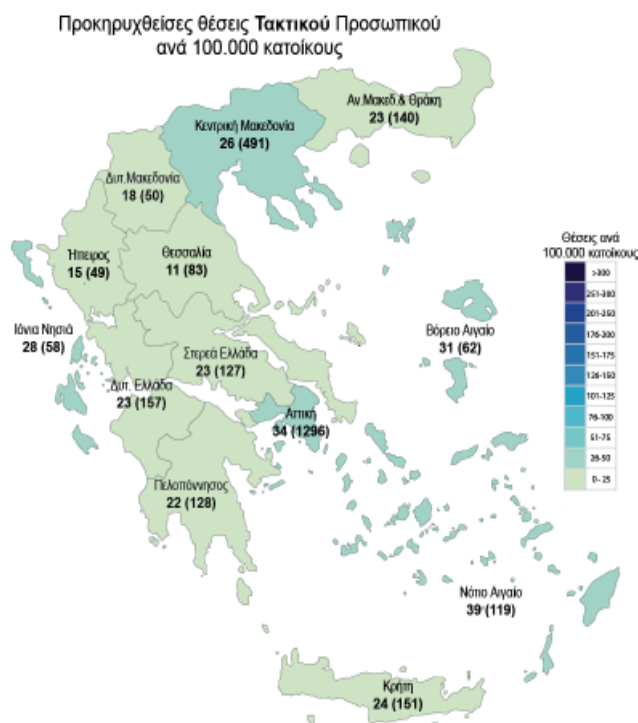 Προκηρυχθείσες θέσεις Τακτικού Προσωπικού
ανά 100.000 κατοίκους
Αν.Μακεδ.& Θράκη
23 (140)
Κεντρική Μακεδονία
26 (491)
Δυτ.Μακεδονία
18 (50)
Ήπειρος
15 (49)
Θεσσαλία
11 (83)
Ιόνια Νησιά
28 (58)
Στερεά Ελλάδα
23 (127)
Βόρειο Αιγαίο
31 (62)
Δυτ. Ελλάδα
23 (157)
Αττική
34 (1296)
Πελοπόννησος
22 (128)
Νότιο Αιγαίο
39 (119)
Κρήτη
24 (151)
Θέσεις ανά
100.000 κατοίκους
>300
251-300
201-250
176-200
151-175
126-150
101-125
76-100
51-75
26-50
0-25